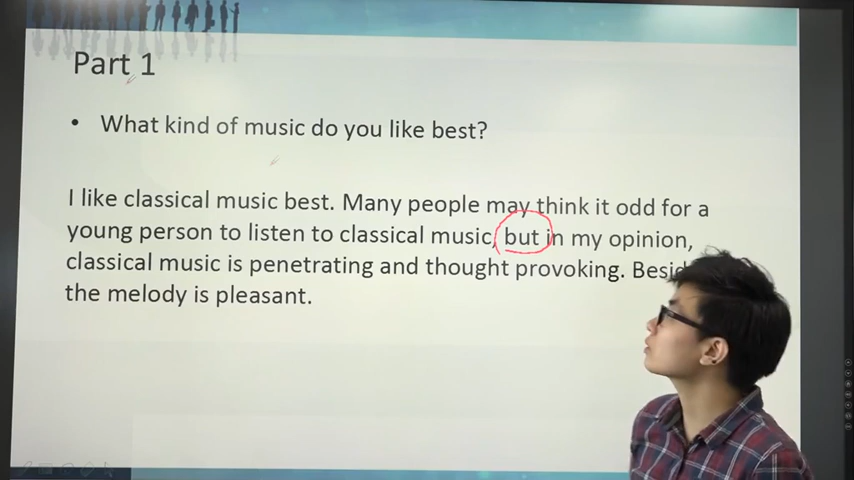 Part 1
• What kind of music do you like best?
I like classical music best. Many people may think it odd for a
young person to listen to classical music, but in my opinion,
classical music is penetrating and thought provoking.
the melody is pleasant.